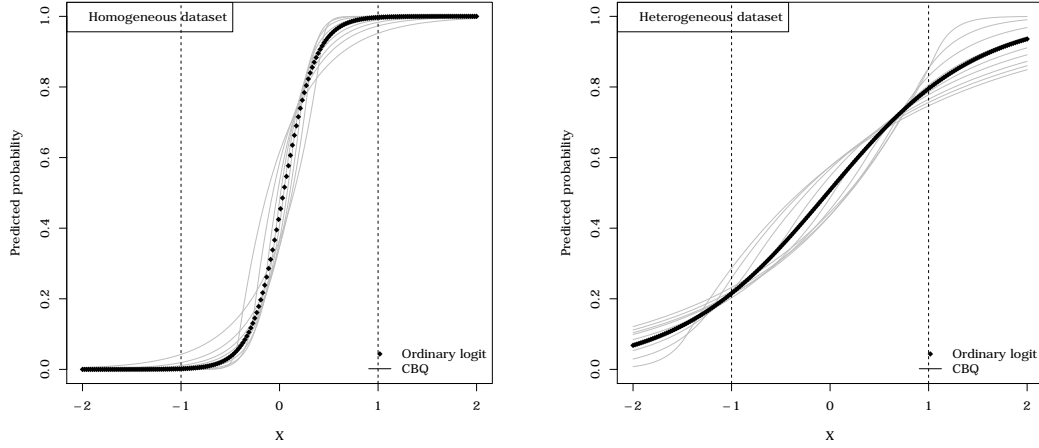 Homogeneous dataset
Predicted probability
1.0
0.8
0.6
0.4
0.2
0.0
Ordinary logit
CBQ
−2
−1
0
1
2
X
Heterogeneous dataset
Predicted probability
1.0
0.8
0.6
0.4
0.2
0.0
Ordinary logit
CBQ
−2
−1
0
1
2
X